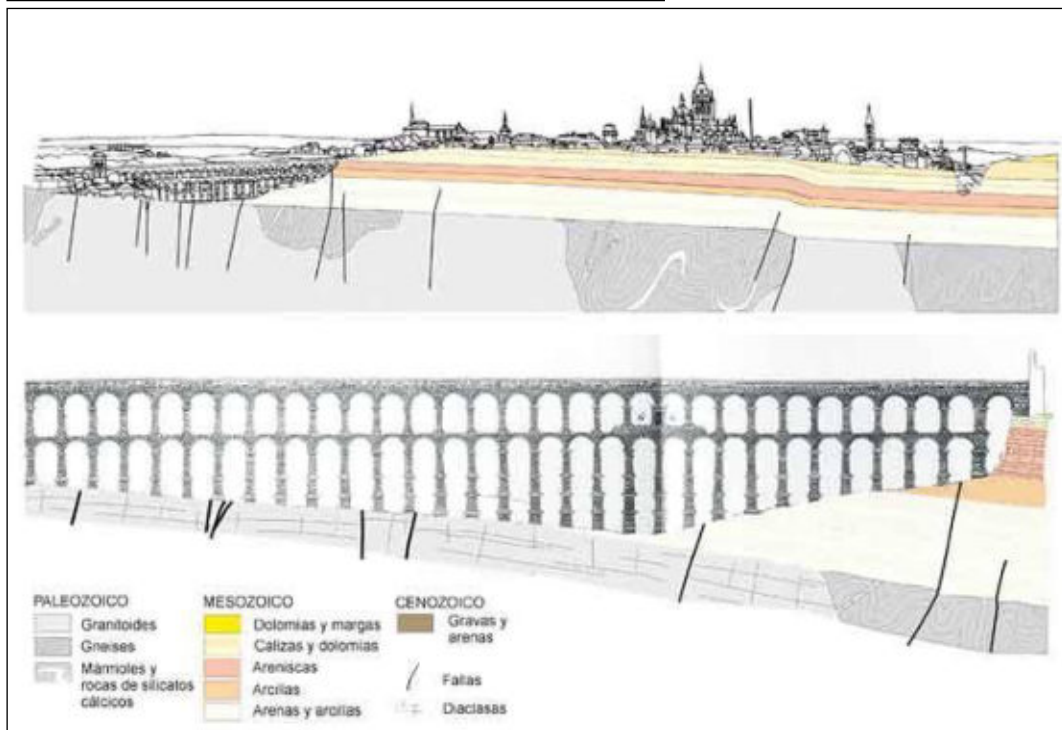 PALEOZOICO
Granitoides
Gneises
Mármoles y
rocas de silicatos
cálcicos
MESOZOICO
Dolomias y margas
Calizas y dolomias
Areniscas
Arcillas
Arenas y arcillas
CENOZOICO
Gravas y
arenas
Fallas
Diaclasas